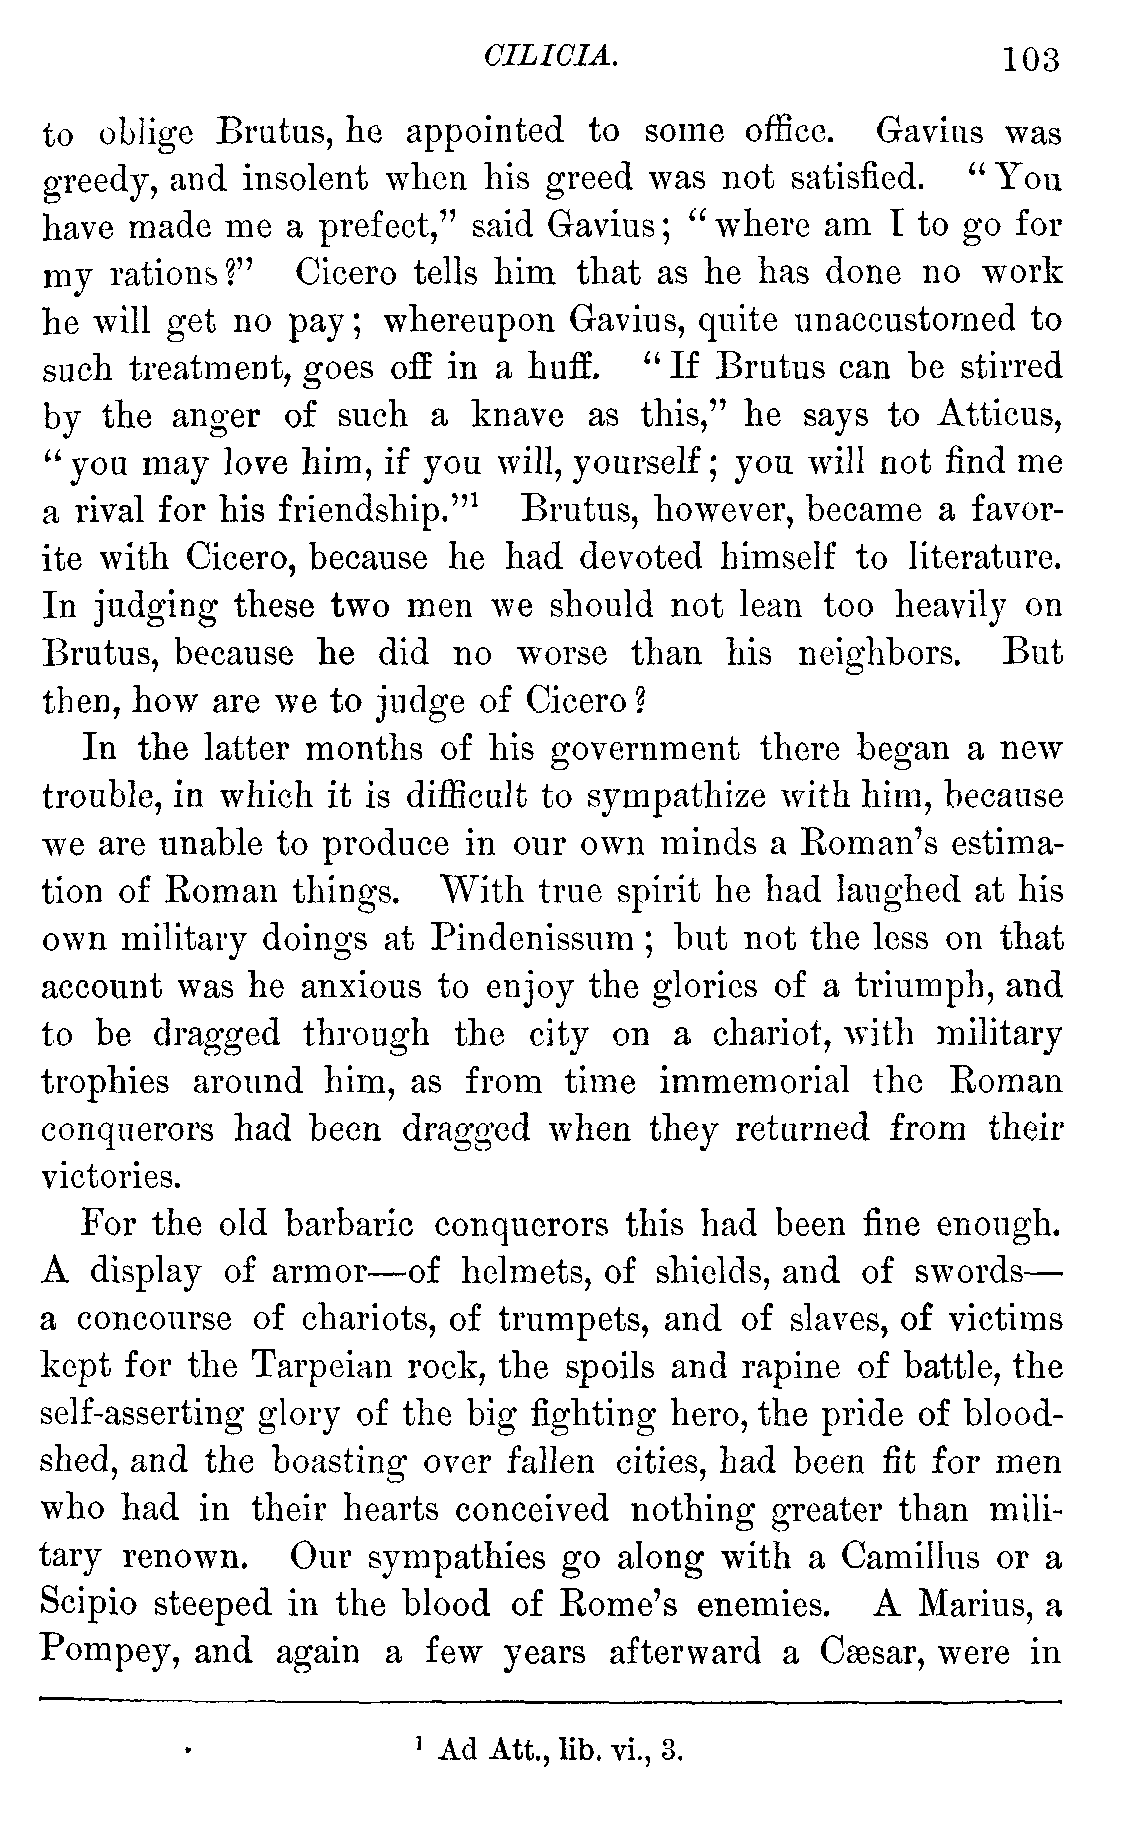 CILICIA. 103
to oblige Brutus, he appointed to some office. Gavius was
greedy, and insolent when his greed was not satisfied. “You
have made me a prefect,” said Gavius; “where am I to go for
my rations?” Cicero tells him that as he has done no work
he will get no pay; whereupon Gavius, quite unaccustomed to
such treatment, goes off in a huff. “If Brutus can be stirred
by the anger of such a knave as this,” he says to Atticus,
“you may love him, if you will, yourself; you will not find me
a rival for his friendship.”¹ Brutus, however, became a favor-
ite with Cicero, because he had devoted himself to literature.
In judging these two men we should not lean too heavily on
Brutus, because he did no worse than his neighbors. But
then, how are we to judge of Cicero?
In the latter months of his government there began a new
trouble, in which it is difficult to sympathize with him, because
we are unable to produce in our own minds a Roman’s estima-
tion of Roman things. With true spirit he had laughed at his
own military doings at Pindenissum; but not the less on that
account was he anxious to enjoy the glories of a triumph, and
to be dragged through the city on a chariot, with military
trophies around him, as from time immemorial the Roman
conquerors had been dragged when they returned from their
victories.
For the old barbaric conquerors this had been fine enough.
A display of armor—of helmets, of shields, and of swords—
a concourse of chariots, of trumpets, and of slaves, of victims
kept for the Tarpeian rock, the spoils and rapine of battle, the
self-asserting glory of the big fighting hero, the pride of blood-
shed, and the boasting over fallen cities, had been fit for men
who had in their hearts conceived nothing greater than mili-
tary renown. Our sympathies go along with a Camillus or a
Scipio steeped in the blood of Rome’s enemies. A Marius, a
Pompey, and again a few years afterward a Cæsar, were in
¹ Ad Att., lib. vi., 3.